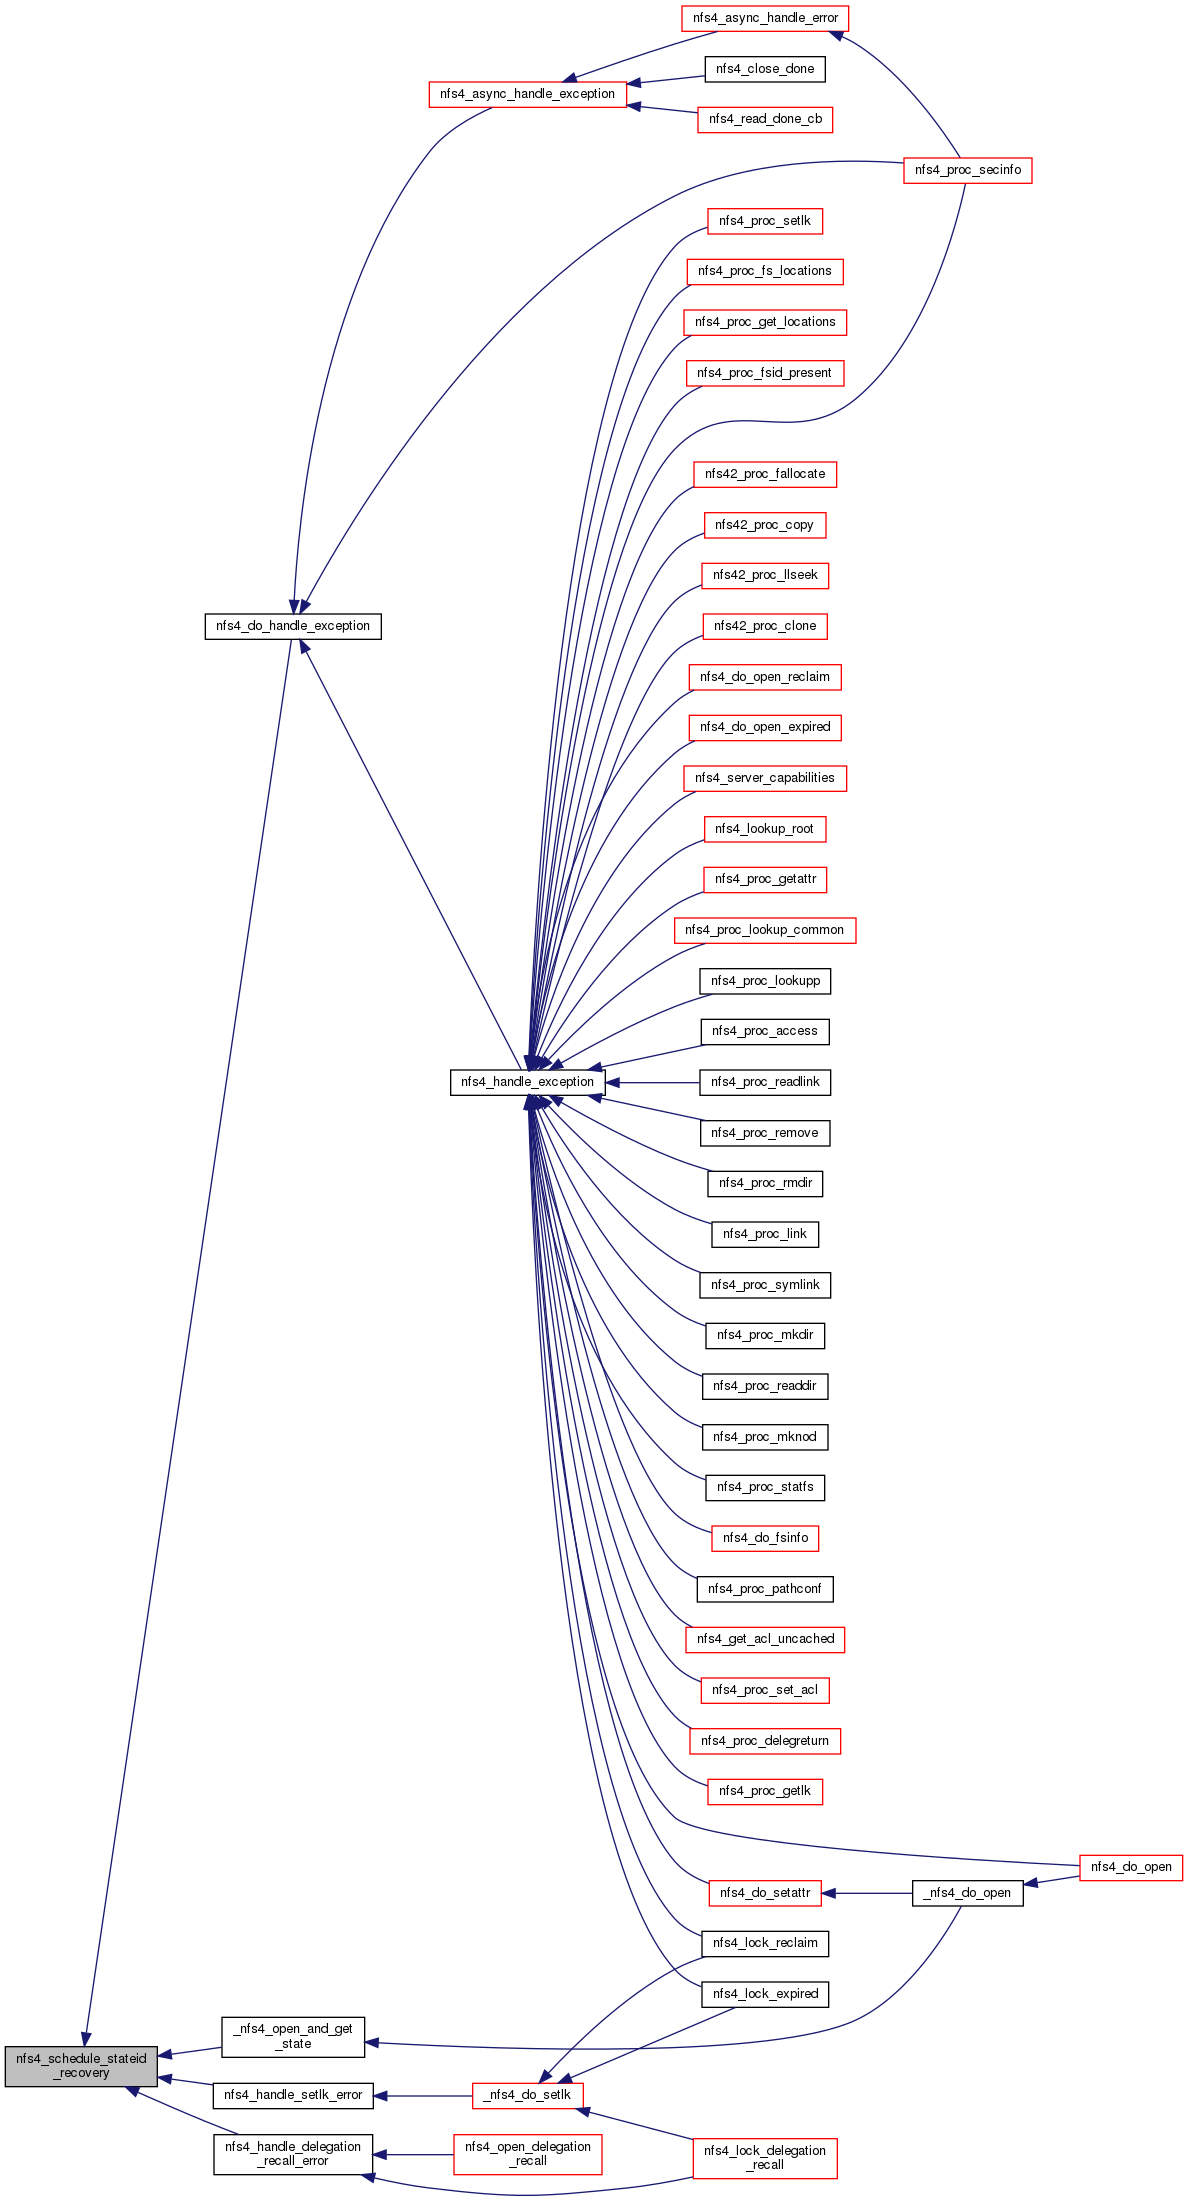 nfs4_async_handle_error
nfs4_close_done
nfs4_async_handle_exception
nfs4_read_done_cb
nfs4_proc_secinfo
nfs4_proc_setlk
nfs4_proc_fs_locations
nfs4_proc_get_locations
nfs4_proc_fsid_present
nfs42_proc_fallocate
nfs42_proc_copy
nfs42_proc_llseek
nfs4_do_handle_exception
nfs42_proc_clone
nfs4_do_open_reclaim
nfs4_do_open_expired
nfs4_server_capabilities
nfs4_lookup_root
nfs4_proc_getattr
nfs4_proc_lookup_common
nfs4_proc_lookupp
nfs4_proc_access
nfs4_handle_exception
nfs4_proc_readlink
nfs4_proc_remove
nfs4_proc_rmdir
nfs4_proc_link
nfs4_proc_symlink
nfs4_proc_mkdir
nfs4_proc_readdir
nfs4_proc_mknod
nfs4_proc_statfs
nfs4_do_fsinfo
nfs4_proc_pathconf
nfs4_get_acl_uncached
nfs4_proc_set_acl
nfs4_proc_delegreturn
nfs4_proc_getlk
nfs4_do_open
nfs4_do_setattr
_nfs4_do_open
nfs4_lock_reclaim
nfs4_lock_expired
_nfs4_open_and_get
_state
nfs4_schedule_stateid
_recovery
nfs4_handle_setlk_error
_nfs4_do_setlk
nfs4_handle_delegation
_recall_error
nfs4_open_delegation
_recall
nfs4_lock_delegation
_recall